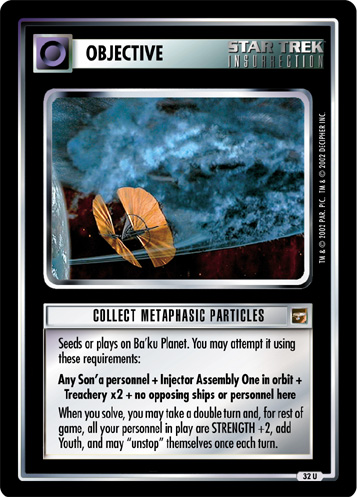 OBJECTIVE
STAR TREK
INSURRECTION
TM & © 2002 PAR. PIC. TM & © 2002 DECIPHER INC.
COLLECT METAPHASIC PARTICLES
Seeds or plays on Ba'ku Planet. You may attempt it using
these requirements:
Any Son'a personnel + Injector Assembly One in orbit +
Treachery x2 + no opposing ships or personnel here
When you solve, you may take a double turn and, for rest of
game, all your personnel in play are STRENGTH +2, add
Youth, and may "unstop" themselves once each turn.
32 U